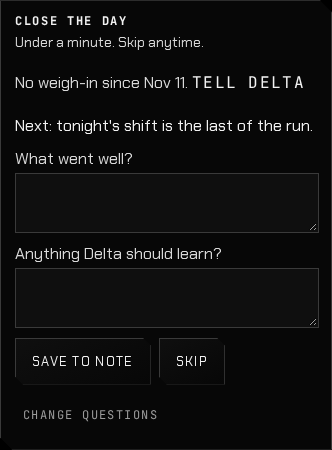 CLOSE THE DAY
Under a minute. Skip anytime.
No weigh-in since Nov 11. TELL DELTA
Next: tonight's shift is the last of the run.
What went well?
Anything Delta should learn?
SAVE TO NOTE SKIP
CHANGE QUESTIONS